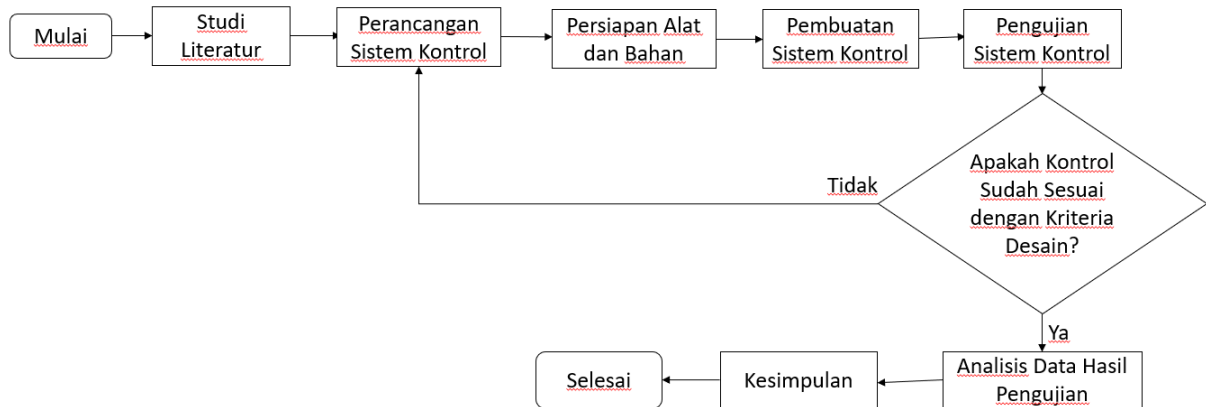 Mulai
Studi
Literatur
Perancangan
Sistem Kontrol
Persiapan Alat
dan Bahan
Pembuatan
Sistem Kontrol
Pengujian
Sistem Kontrol
Apakah Kontrol
Sudah Sesuai
dengan Kriteria
Desain?
Tidak
Ya
Analisis Data Hasil
Pengujian
Kesimpulan
Selesai